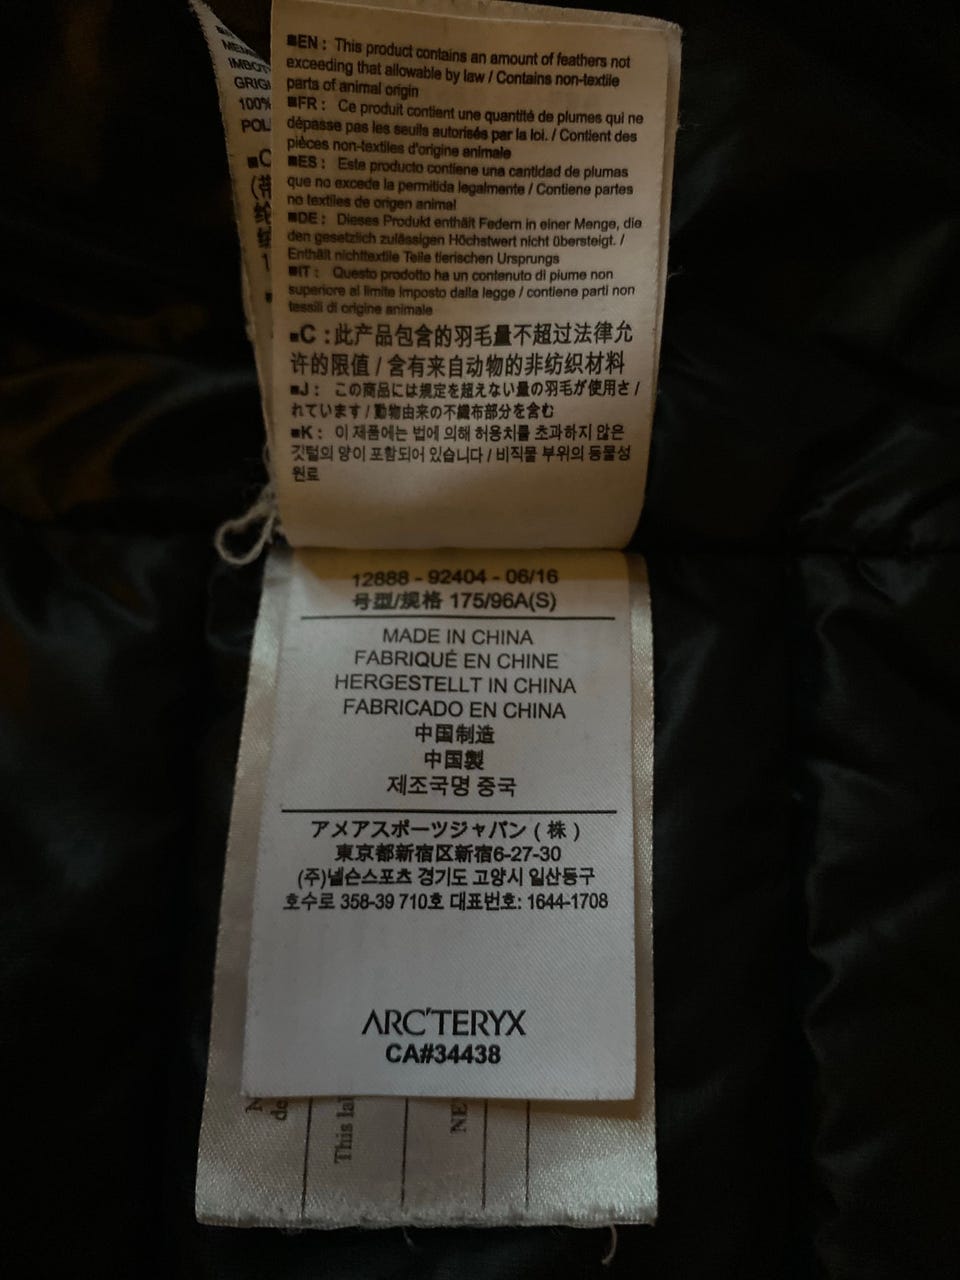 MEM
IMBOT
GRIGI
100%
POL
■EN : This product contains an amount of feathers not
exceeding that allowable by law / Contains non-textile
parts of animal origin
■FR : Ce produit contient une quantité de plumes qui ne
dépasse pas les seuils autorisés par la loi. / Contient des
pièces non-textiles d'origine animale
■ES : Este producto contiene una cantidad de plumas
que no excede la permitida legalmente / Contiene partes
no textiles de origen animal
■DE : Dieses Produkt enthält Federn in einer Menge, die
den gesetzlich zulässigen Höchstwert nicht übersteigt. /
Enthält nichttextile Teile tierischen Ursprungs
■IT : Questo prodotto ha un contenuto di piume non
superiore al limite imposto dalla legge / contiene parti non
tessili di origine animale
■C :此产品包含的羽毛量不超过法律允
许的限值 / 含有来自动物的非纺织材料
■J : この商品には規定を超えない量の羽毛が使用さ /
れています / 動物由来の不織布部分を含む
■K : 이 제품에는 법에 의해 허용치를 초과하지 않은
깃털의 양이 포함되어 있습니다 / 비직물 부위의 동물성
원료
12888 - 92404 - 06/16
号型/规格 175/96A(S)
MADE IN CHINA
FABRIQUÉ EN CHINE
HERGESTELLT IN CHINA
FABRICADO EN CHINA
中国制造
中国製
제조국명 중국
アメアスポーツジャパン ( 株 )
東京都新宿区新宿6-27-30
(주)넬슨스포츠 경기도 고양시 일산동구
호수로 358-39 710호 대표번호: 1644-1708
ARC'TERYX
CA#34438
de
This la
NE